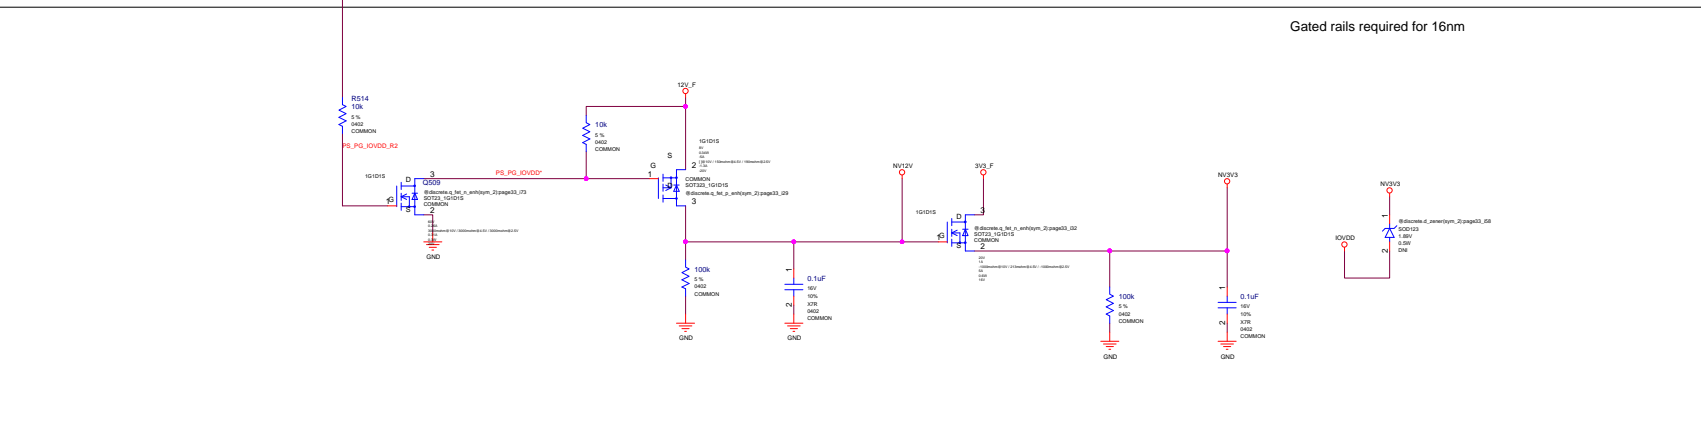 Gated rails required for 16nm
R514
10k
5 %
0402
COMMON
PS_PG_IOVDD_R2
1G1D1S
D
3
Q509
G
1
S
2
@discrete.q_fet_n_enh(sym_2):page33_i73
SOT23_1G1D1S
COMMON
GND
PS_PG_IOVDD*
10k
5 %
0402
COMMON
12V_F
1G1D1S
S
2
G
1
D
3
COMMON
SOT323_1G1D1S
@discrete.q_fet_p_enh(sym_2):page33_i29
100k
5 %
0402
COMMON
GND
1
2
0.1uF
16V
10%
X7R
0402
COMMON
GND
NV12V
3V3_F
1G1D1S
D
3
G
1
S
2
@discrete.q_fet_n_enh(sym_2):page33_i32
SOT23_1G1D1S
COMMON
100k
5 %
0402
COMMON
GND
NV3V3
1
2
0.1uF
16V
10%
X7R
0402
COMMON
GND
IOVDD
NV3V3
1
2
@discrete.d_zener(sym_2):page33_i58
SOD123
1.89V
0.5W
DNI